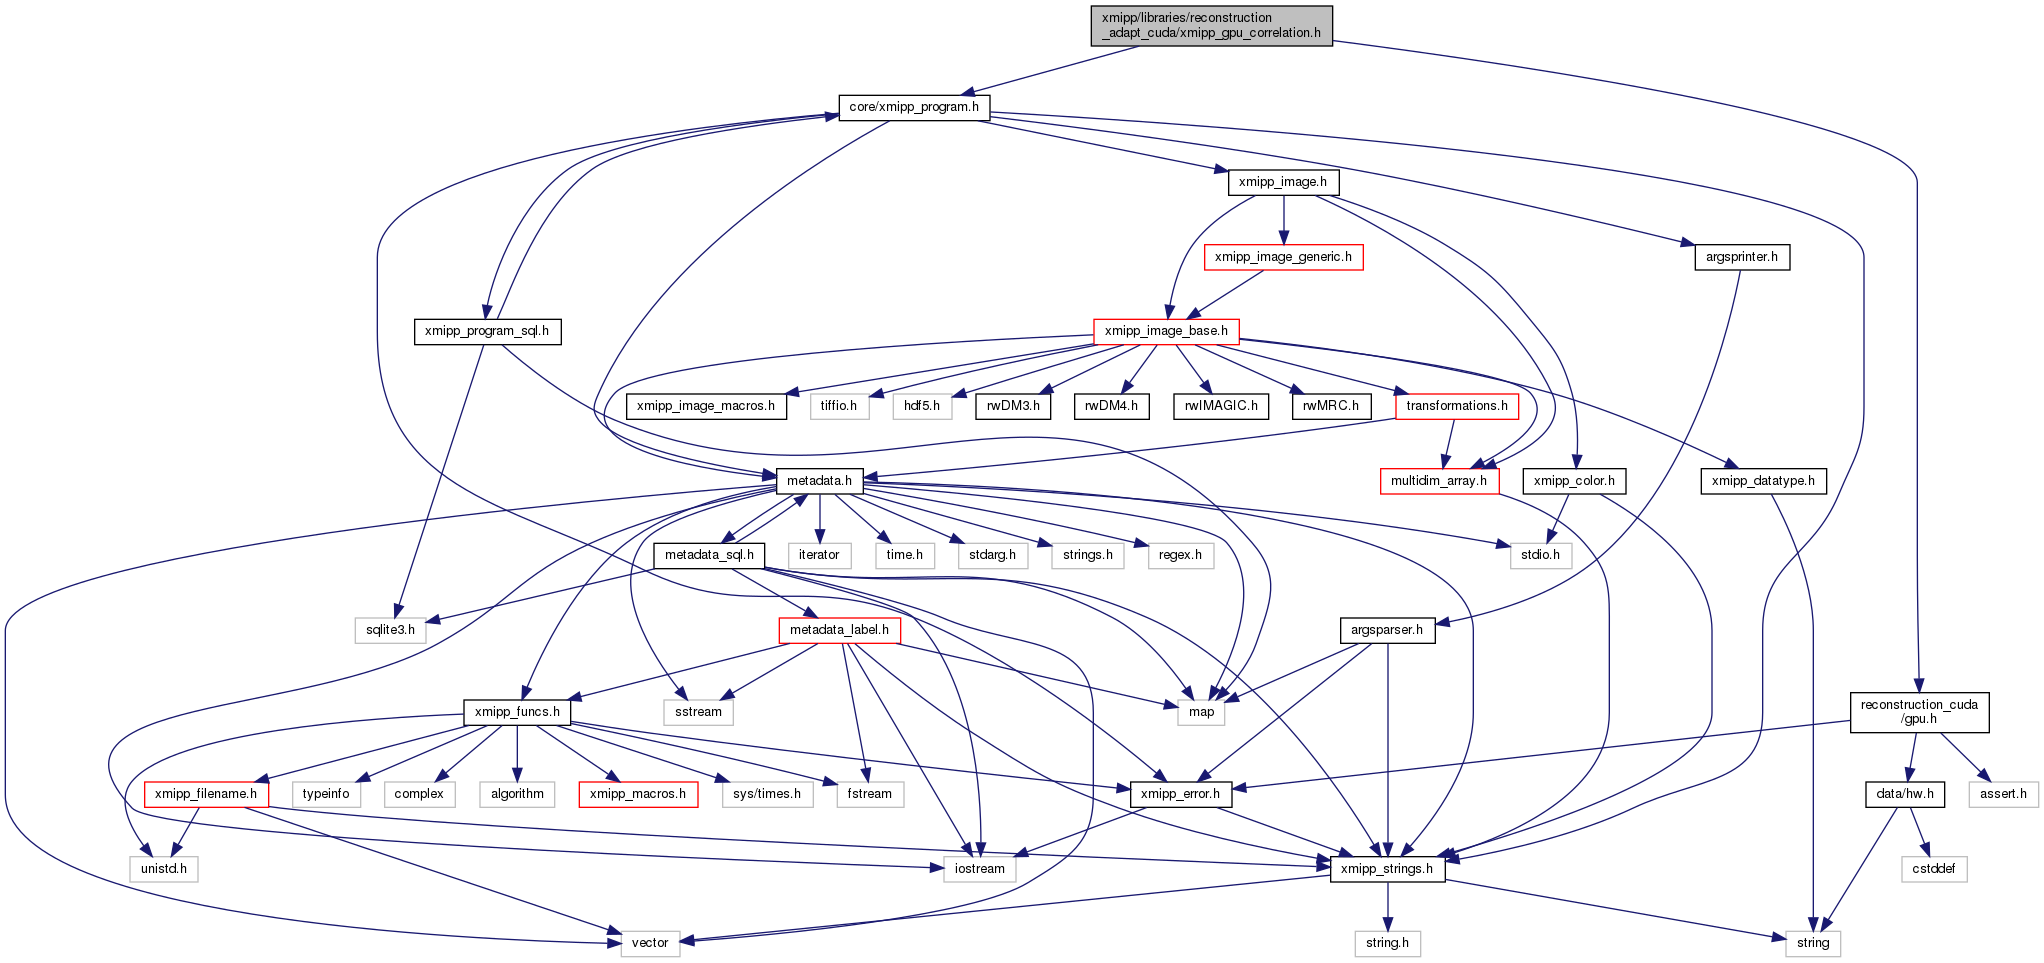 xmipp/libraries/reconstruction
_adapt_cuda/xmipp_gpu_correlation.h
core/xmipp_program.h
xmipp_image.h
argsprinter.h
xmipp_image_generic.h
xmipp_program_sql.h
xmipp_image_base.h
xmipp_image_macros.h
tiffio.h
hdf5.h
rwDM3.h
rwDM4.h
rwIMAGIC.h
rwMRC.h
transformations.h
metadata.h
multidim_array.h
xmipp_color.h
xmipp_datatype.h
metadata_sql.h
iterator
time.h
stdarg.h
strings.h
regex.h
stdio.h
sqlite3.h
metadata_label.h
argsparser.h
xmipp_funcs.h
sstream
map
reconstruction_cuda
/gpu.h
xmipp_filename.h
typeinfo
complex
algorithm
xmipp_macros.h
sys/times.h
fstream
xmipp_error.h
data/hw.h
assert.h
unistd.h
iostream
xmipp_strings.h
cstddef
vector
string.h
string